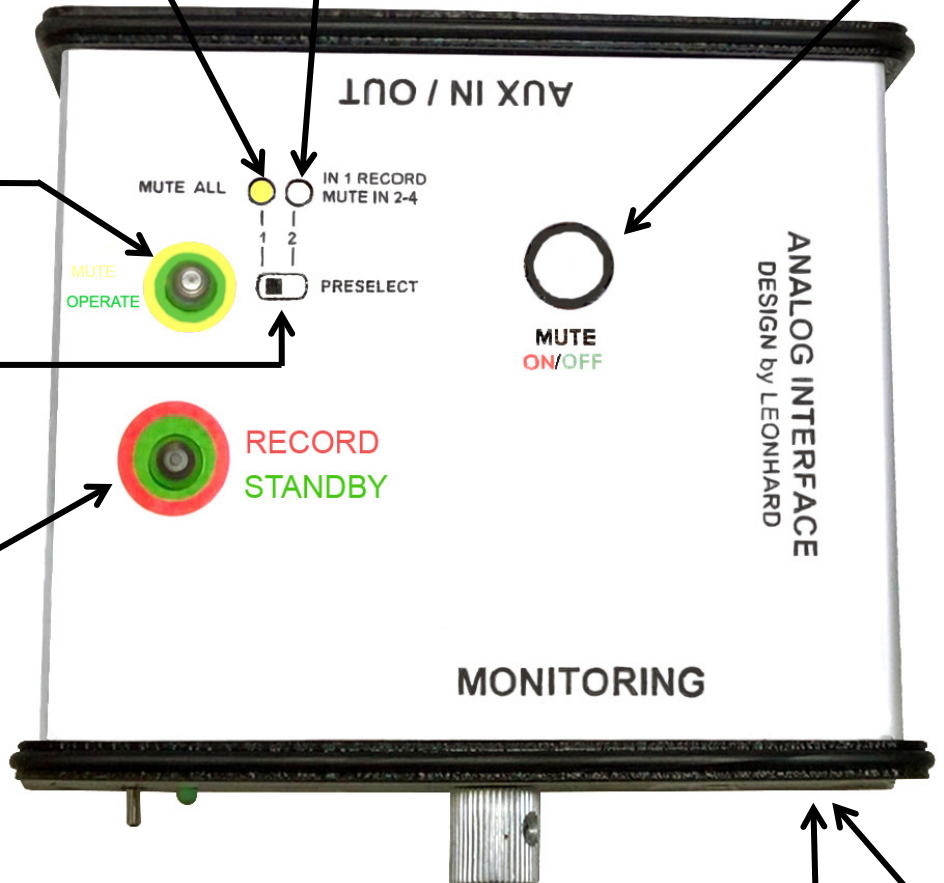 AUX IN / OUT
MUTE ALL
IN 1 RECORD
MUTE IN 2-4
1 2
MUTE
OPERATE
PRESELECT
MUTE
ON/OFF
RECORD
STANDBY
ANALOG INTERFACE
DESIGN by LEONHARD
MONITORING